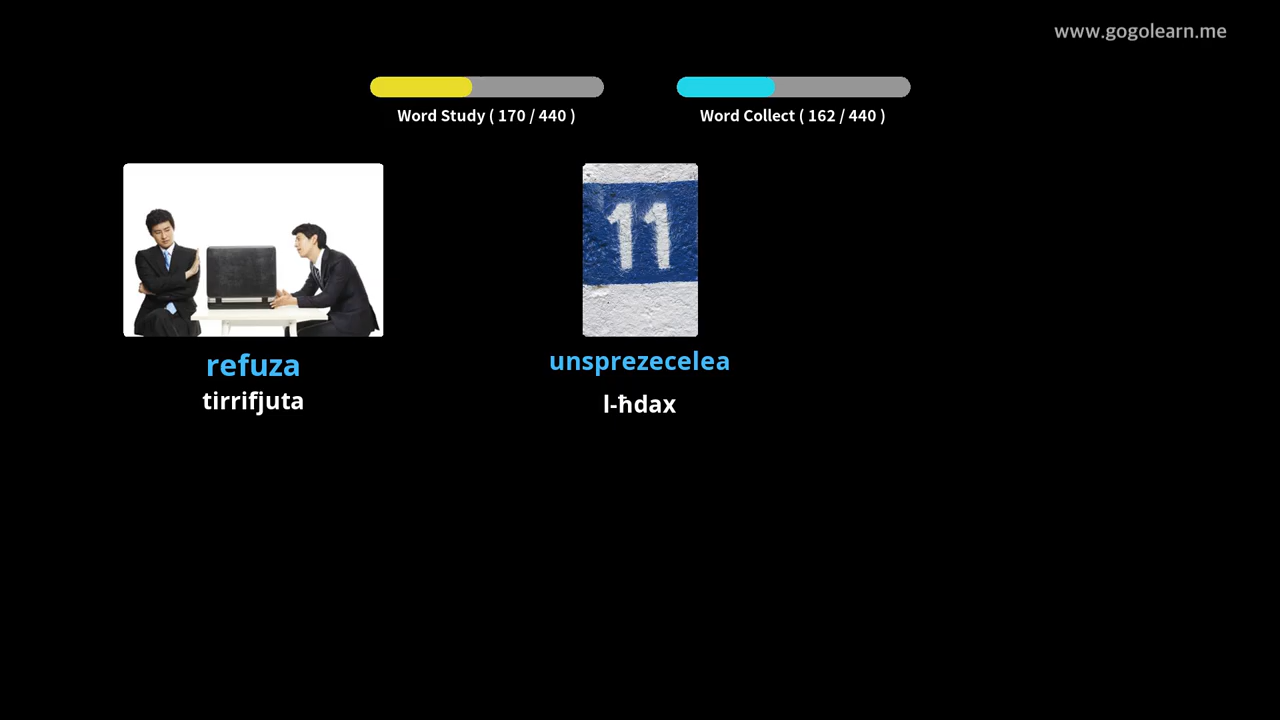 www.gogolearn.me
Word Study ( 170 / 440 )
Word Collect ( 162 / 440 )
11
refuza
tirrifjuta
unsprezecelea
l-ħdax